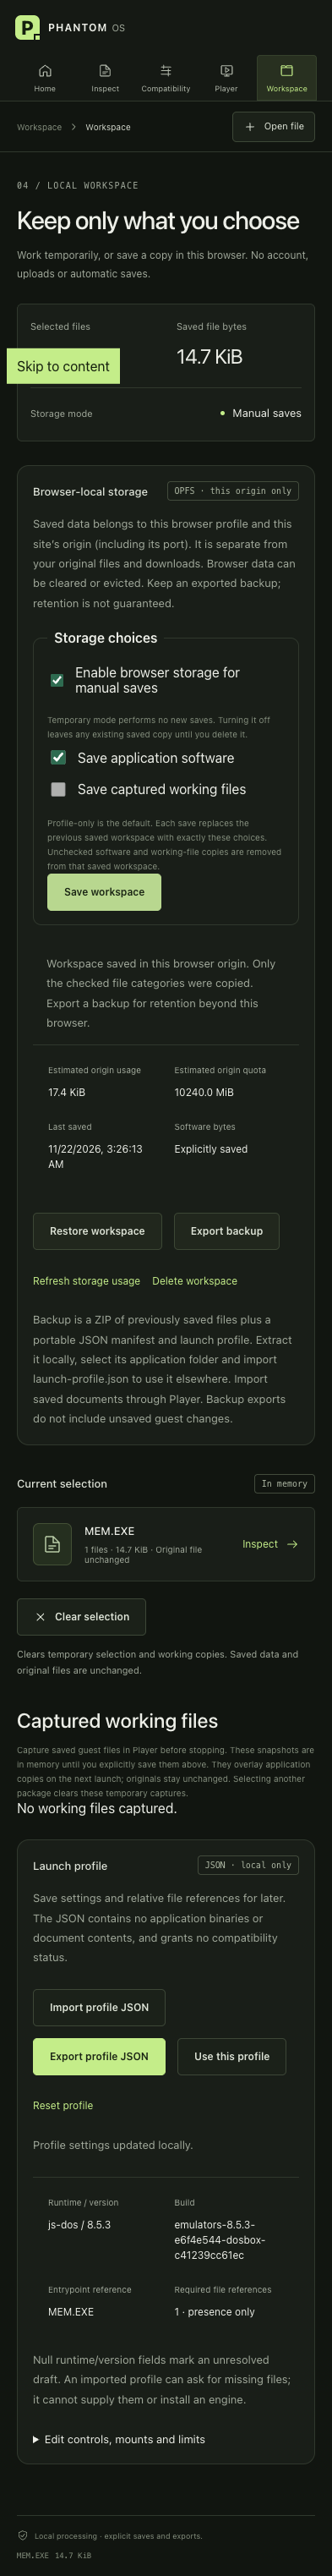 PHANTOM OS
Home
Inspect
Compatibility
Player
Workspace
Workspace > Workspace
Open file
04 / LOCAL WORKSPACE
Keep only what you choose
Work temporarily, or save a copy in this browser. No account,
uploads or automatic saves.
Selected files
Saved file bytes
Skip to content
14.7 KiB
Storage mode
Manual saves
Browser-local storage
OPFS · this origin only
Saved data belongs to this browser profile and this
site's origin (including its port). It is separate from
your original files and downloads. Browser data can
be cleared or evicted. Keep an exported backup;
retention is not guaranteed.
Storage choices
Enable browser storage for
manual saves
Temporary mode performs no new saves. Turning it off
leaves any existing saved copy until you delete it.
Save application software
Save captured working files
Profile-only is the default. Each save replaces the
previous saved workspace with exactly these choices.
Unchecked software and working-file copies are removed
from that saved workspace.
Save workspace
Workspace saved in this browser origin. Only
the checked file categories were copied.
Export a backup for retention beyond this
browser.
Estimated origin usage
Estimated origin quota
17.4 KiB
10240.0 MiB
Last saved
Software bytes
11/22/2026, 3:26:13
AM
Explicitly saved
Restore workspace
Export backup
Refresh storage usage
Delete workspace
Backup is a ZIP of previously saved files plus a
portable JSON manifest and launch profile. Extract
it locally, select its application folder and import
launch-profile.json to use it elsewhere. Import
saved documents through Player. Backup exports
do not include unsaved guest changes.
Current selection
In memory
MEM.EXE
1 files · 14.7 KiB · Original file
unchanged
Inspect
Clear selection
Clears temporary selection and working copies. Saved data and
original files are unchanged.
Captured working files
Capture saved guest files in Player before stopping. These snapshots are
in memory until you explicitly save them above. They overlay application
copies on the next launch; originals stay unchanged. Selecting another
package clears these temporary captures.
No working files captured.
Launch profile
JSON · local only
Save settings and relative file references for later.
The JSON contains no application binaries or
document contents, and grants no compatibility
status.
Import profile JSON
Export profile JSON
Use this profile
Reset profile
Profile settings updated locally.
Runtime / version
Build
js-dos / 8.5.3
emulators-8.5.3-
e6f4e544-dosbox-
c41239cc61ec
Entrypoint reference
Required file references
MEM.EXE
1 · presence only
Null runtime/version fields mark an unresolved
draft. An imported profile can ask for missing files;
it cannot supply them or install an engine.
Edit controls, mounts and limits
Local processing · explicit saves and exports.
MEM.EXE 14.7 KiB